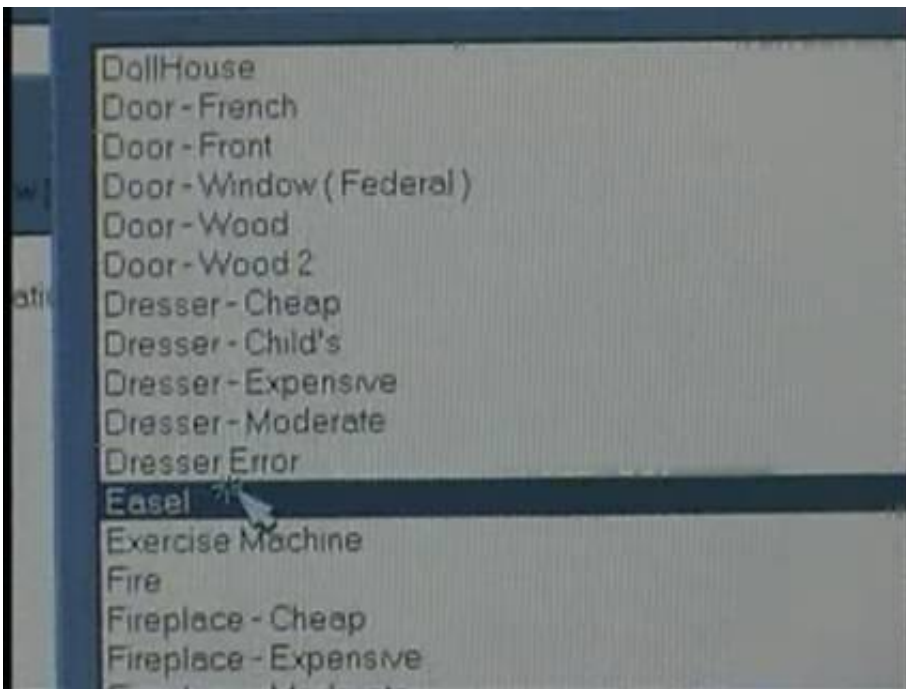 DollHouse
Door - French
Door - Front
Door - Window ( Federal )
Door - Wood
Door - Wood 2
Dresser - Cheap
Dresser - Child's
Dresser - Expensive
Dresser - Moderate
Dresser Error
Easel
Exercise Machine
Fire
Fireplace - Cheap
Fireplace - Expensive